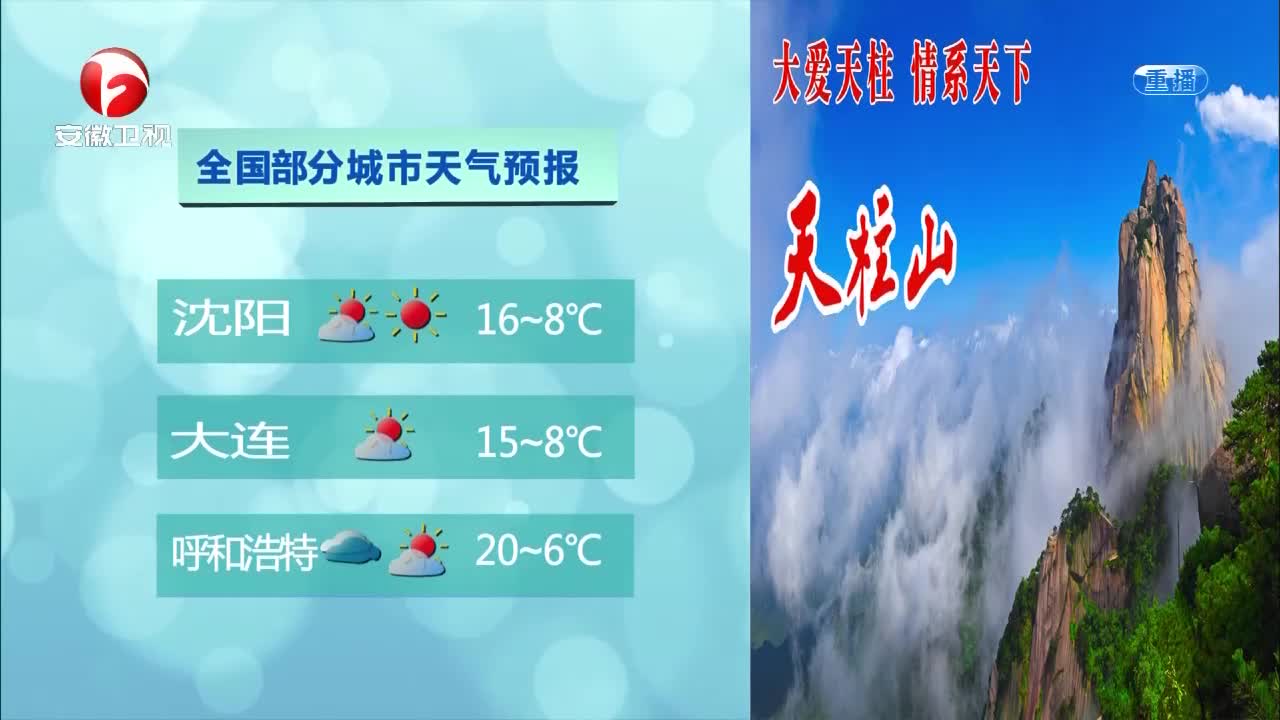 安徽卫视
全国部分城市天气预报
沈阳 16~8℃
大连 15~8℃
呼和浩特 20~6℃
大爱天柱 情系天下
重播
天柱山